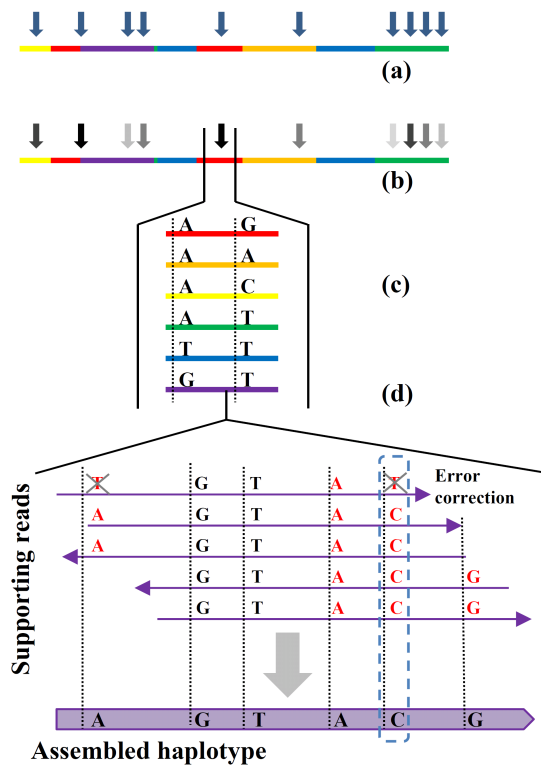 (a)
(b)
A G
A A
A C
(c)
A T
T T
G T
(d)
T G T A T
Error correction
A G T A C
A G T A C
G T A C G
G T A C G
Supporting reads
A G T A C G
Assembled haplotype